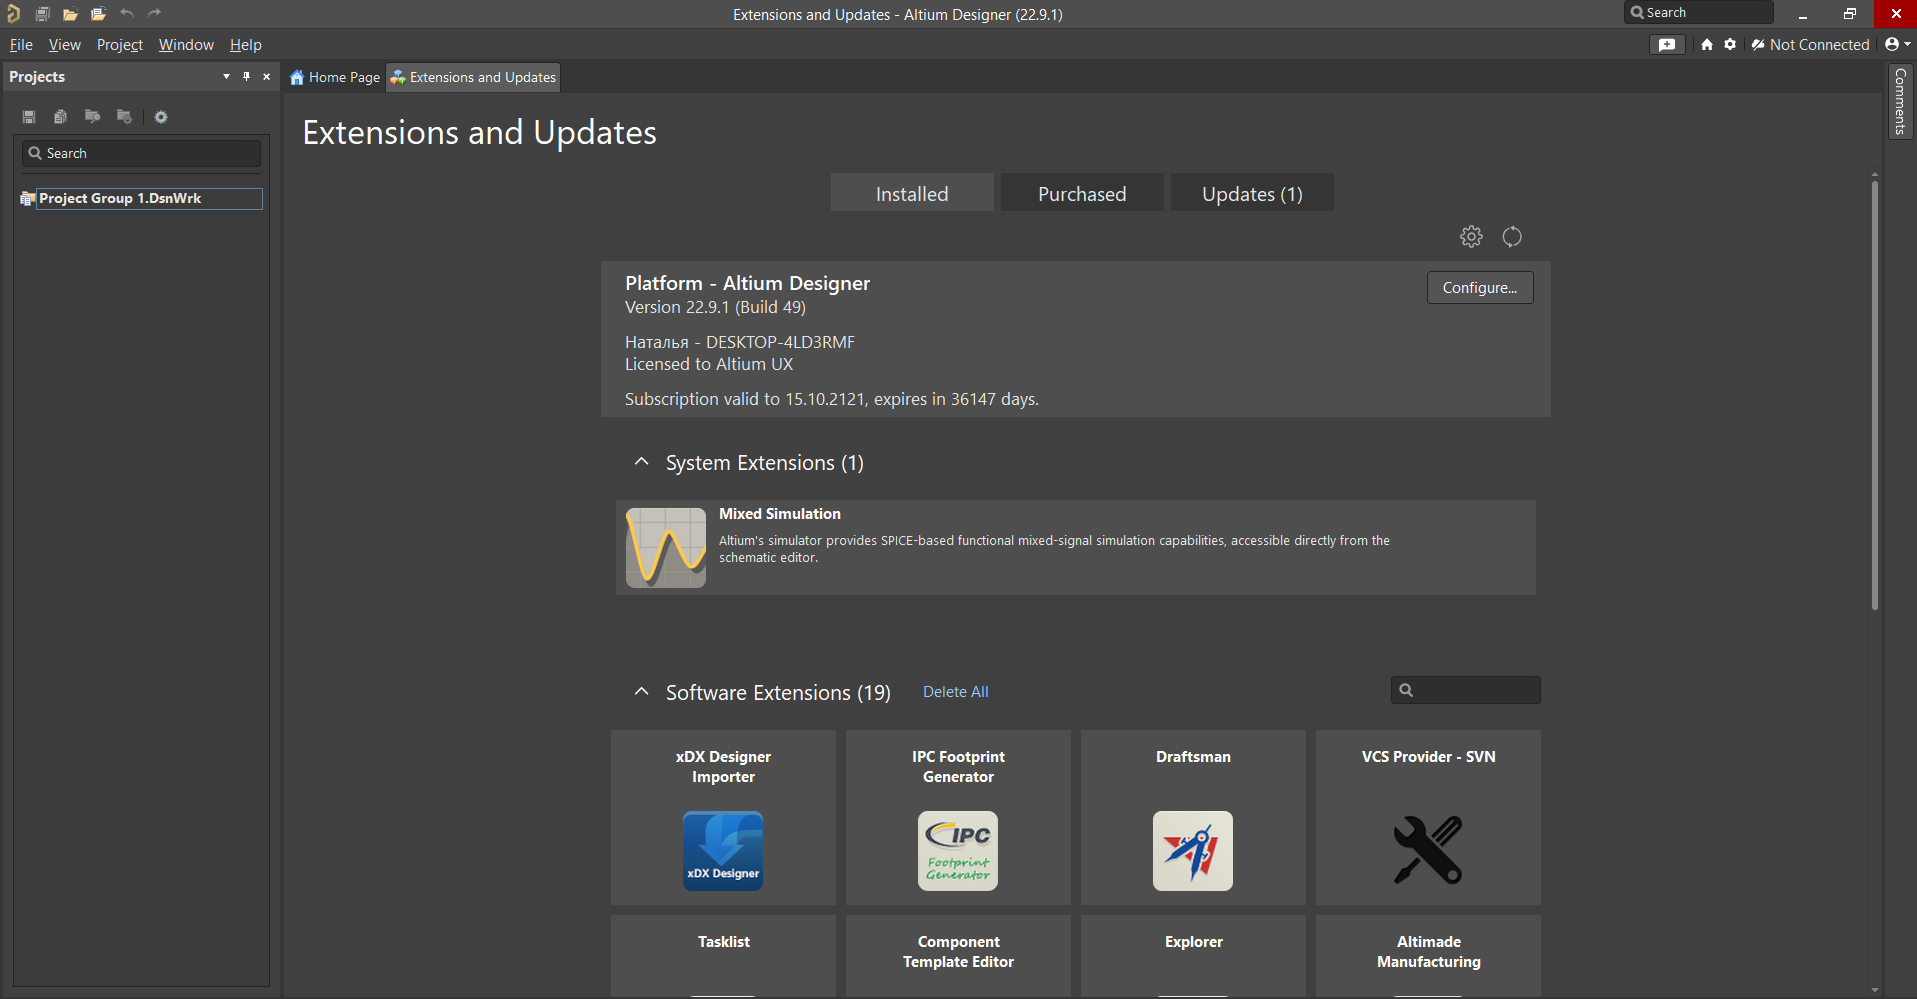 Extensions and Updates - Altium Designer (22.9.1)
Search
File View Project Window Help
Not Connected
Projects
Home Page
Extensions and Updates
Comments
Search
Project Group 1.DsnWrk
Extensions and Updates
Installed
Purchased
Updates (1)
Platform - Altium Designer
Configure...
Version 22.9.1 (Build 49)
Наталья - DESKTOP-4LD3RMF
Licensed to Altium UX
Subscription valid to 15.10.2121, expires in 36147 days.
System Extensions (1)
Mixed Simulation
Altium's simulator provides SPICE-based functional mixed-signal simulation capabilities, accessible directly from the
schematic editor.
Software Extensions (19)
Delete All
xDX Designer
Importer
xDX Designer
IPC Footprint
Generator
IPC
Footprint
Generator
Draftsman
VCS Provider - SVN
Tasklist
Component
Template Editor
Explorer
Altimade
Manufacturing